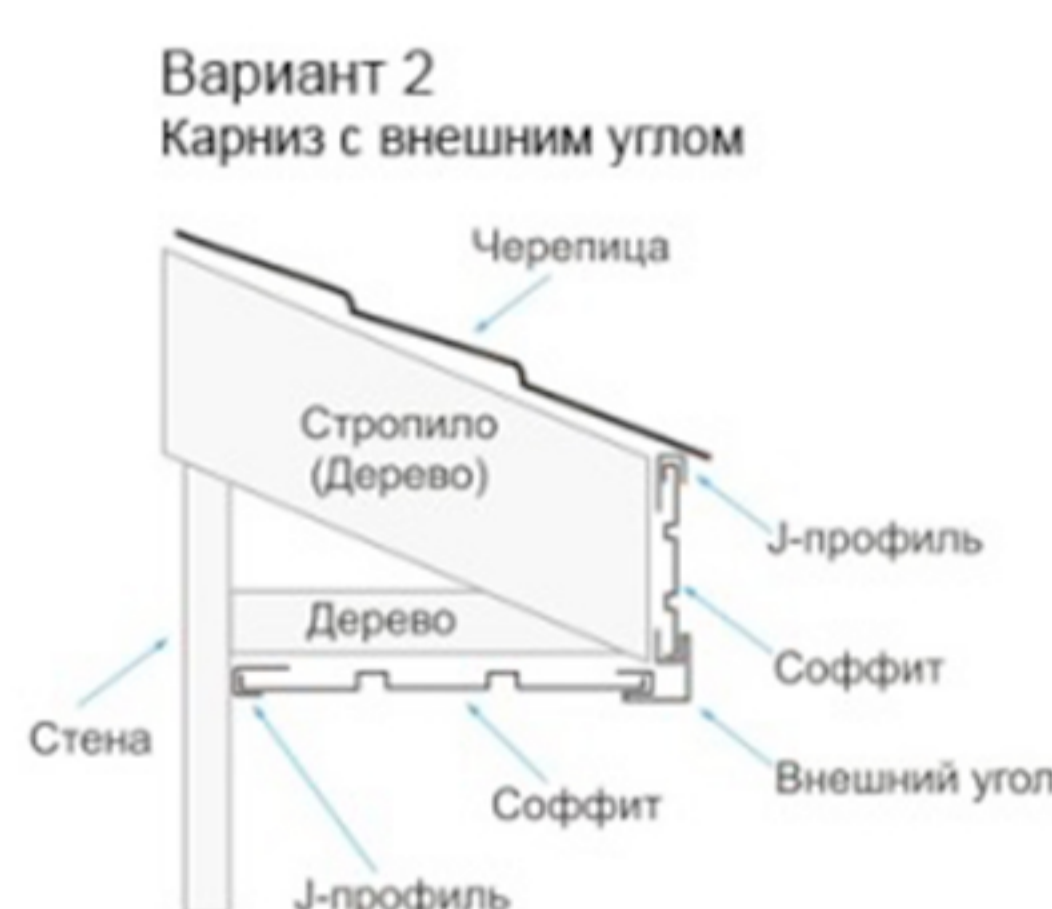 Вариант 2
Карниз с внешним углом
Черепица
Стропило
(Дерево)
J-профиль
Дерево
Соффит
Стена
Внешний угол
Соффит
J-профиль